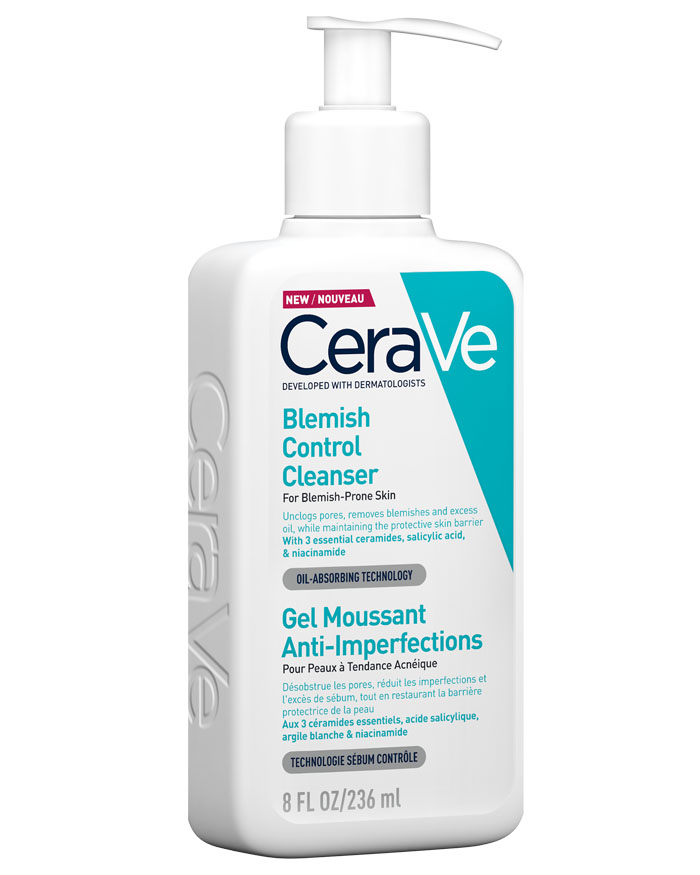 NEW / NOUVEAU
CeraVe
DEVELOPED WITH DERMATOLOGISTS
Blemish
Control
Cleanser
For Blemish-Prone Skin
Unclogs pores, removes blemishes and excess
oil, while maintaining the protective skin barrier
With 3 essential ceramides, salicylic acid,
& niacinamide
OIL-ABSORBING TECHNOLOGY
Gel Moussant
Anti-Imperfections
Pour Peaux à Tendance Acnéique
Désobstrue les pores, réduit les imperfections et
l'excès de sébum, tout en restaurant la barrière
protectrice de la peau
Aux 3 céramides essentiels, acide salicylique,
argile blanche & niacinamide
TECHNOLOGIE SÉBUM CONTRÔLE
8 FL OZ/236 ml
CeraVe